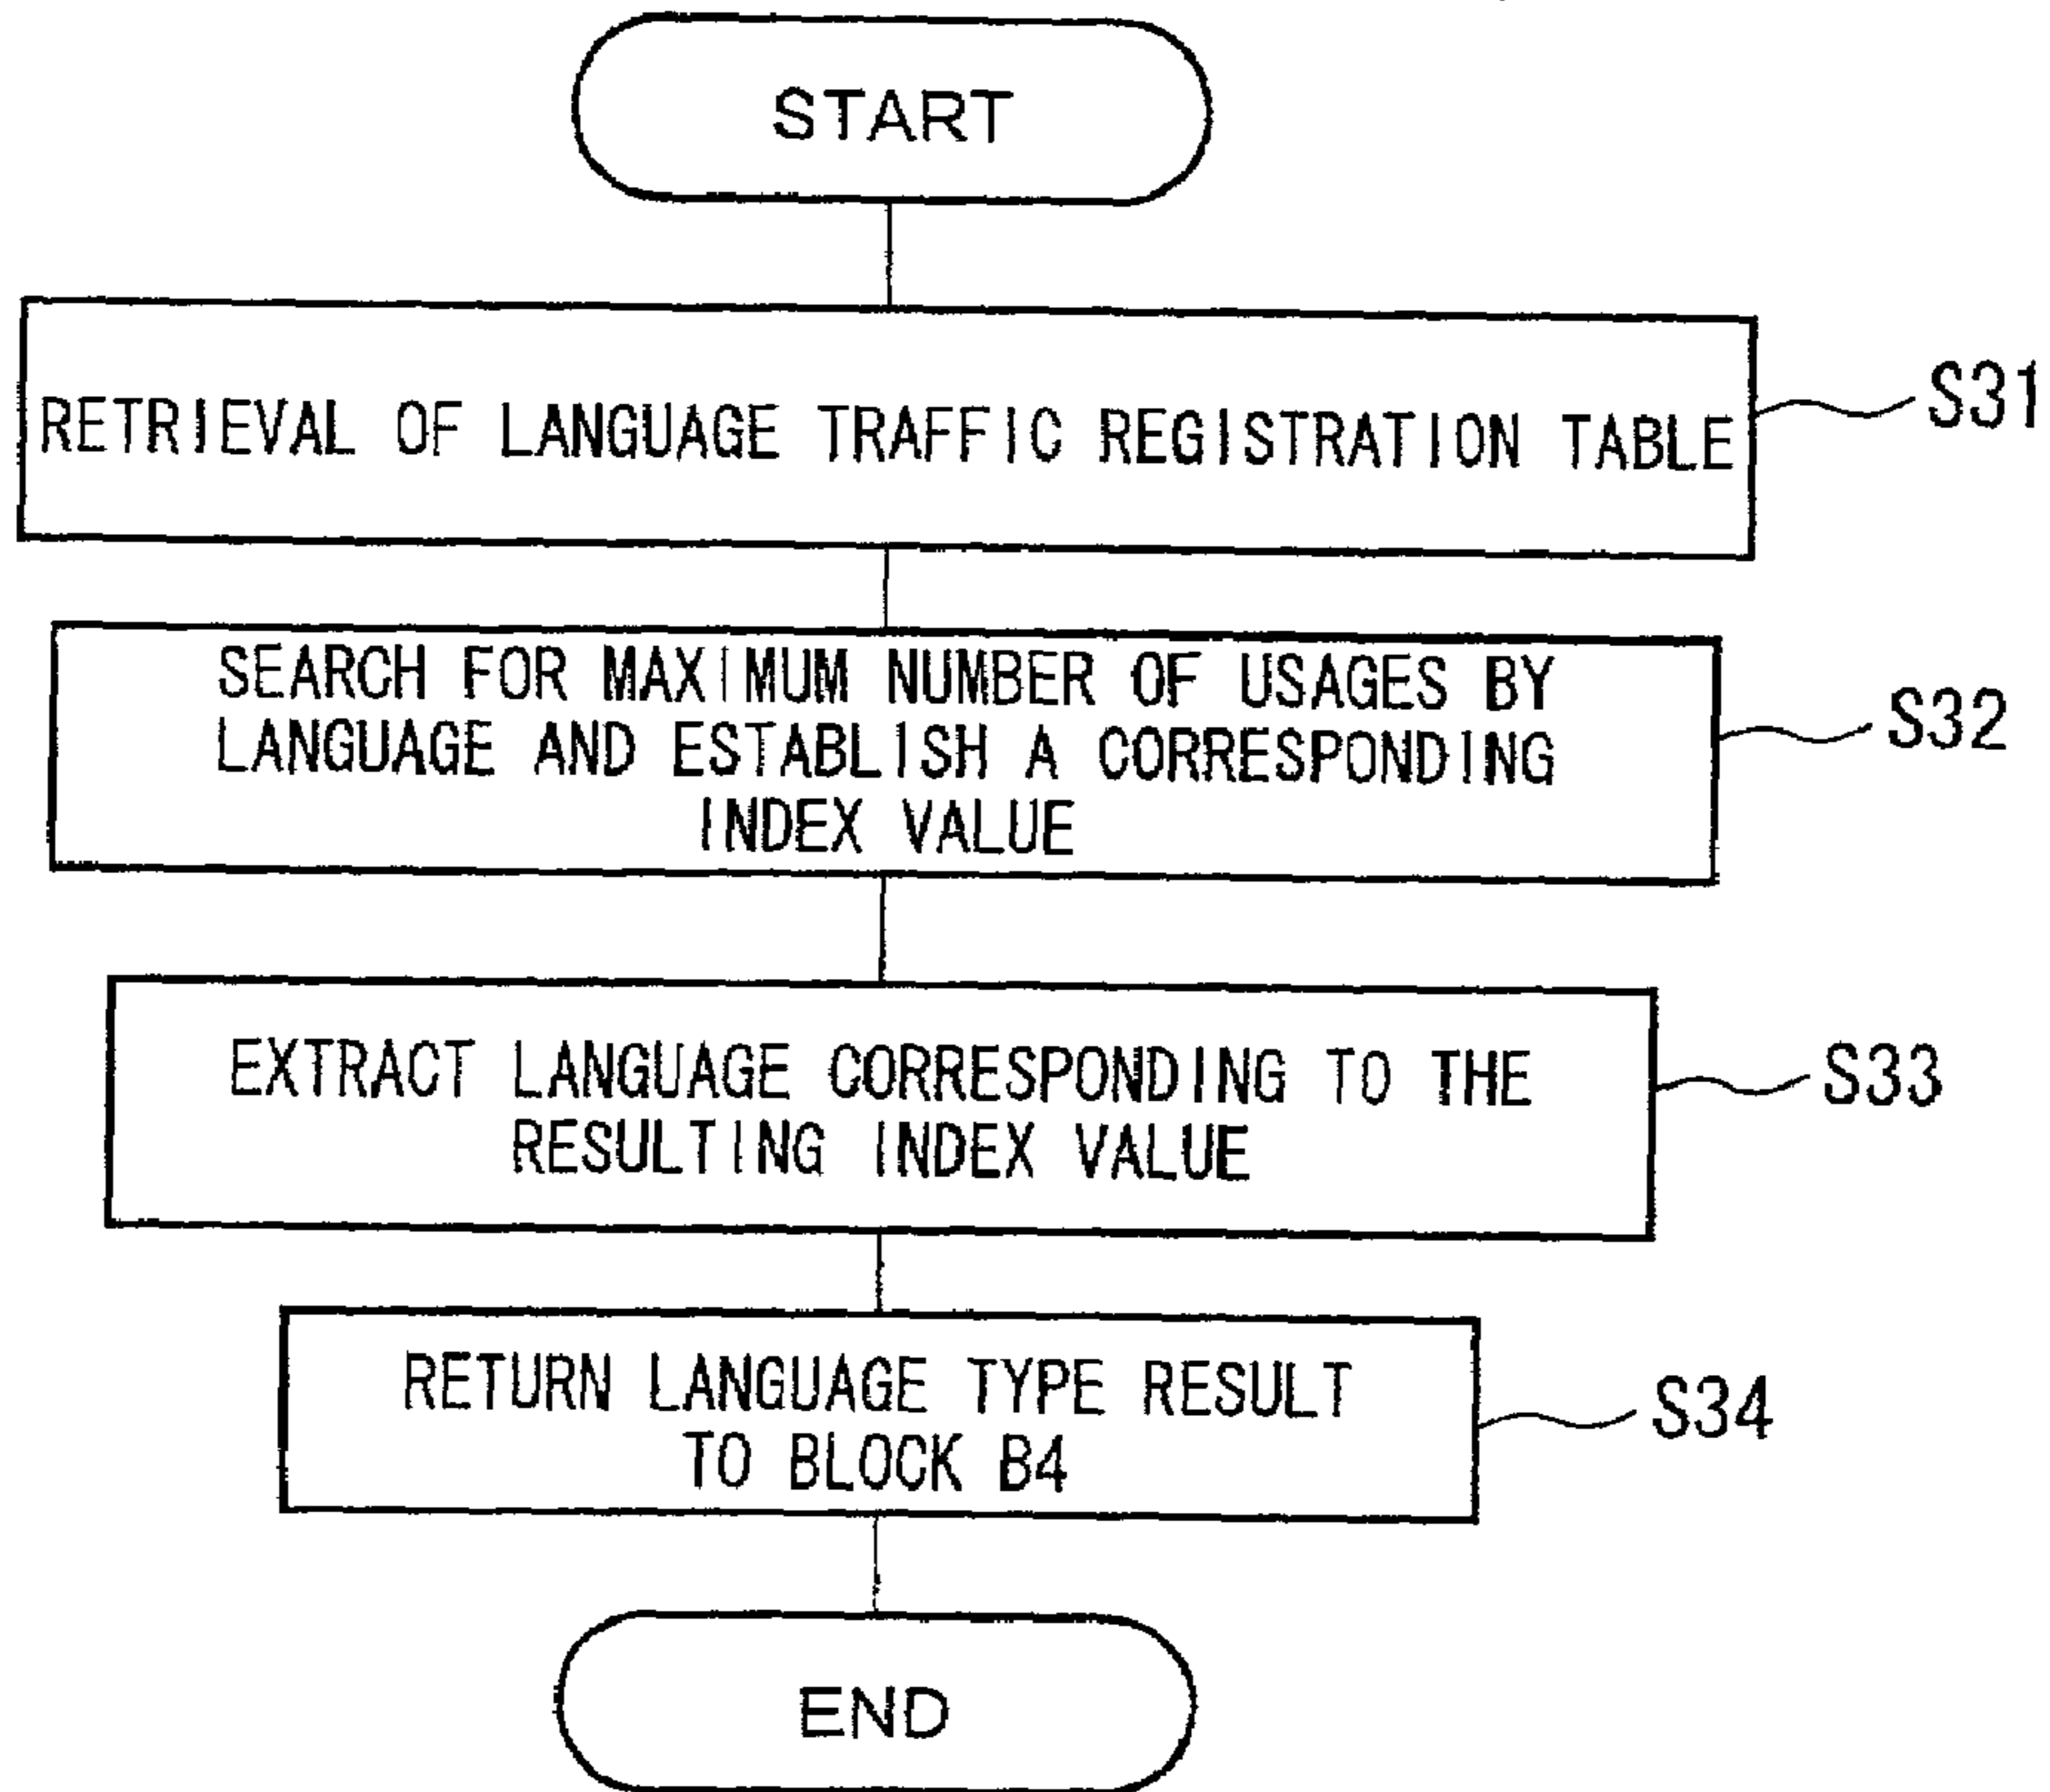 START
RETRIEVAL OF LANGUAGE TRAFFIC REGISTRATION TABLE
S31
SEARCH FOR MAXIMUM NUMBER OF USAGES BY
LANGUAGE AND ESTABLISH A CORRESPONDING
INDEX VALUE
S32
EXTRACT LANGUAGE CORRESPONDING TO THE
RESULTING INDEX VALUE
S33
RETURN LANGUAGE TYPE RESULT
TO BLOCK B4
S34
END